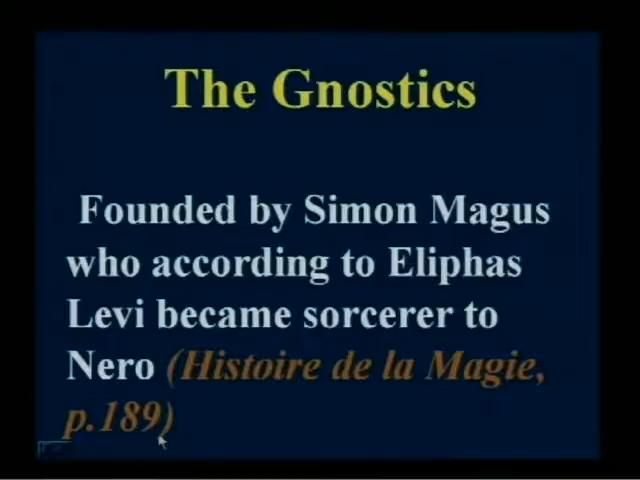 The Gnostics
Founded by Simon Magus
who according to Eliphas
Levi became sorcerer to
Nero (Histoire de la Magie,
p.189)